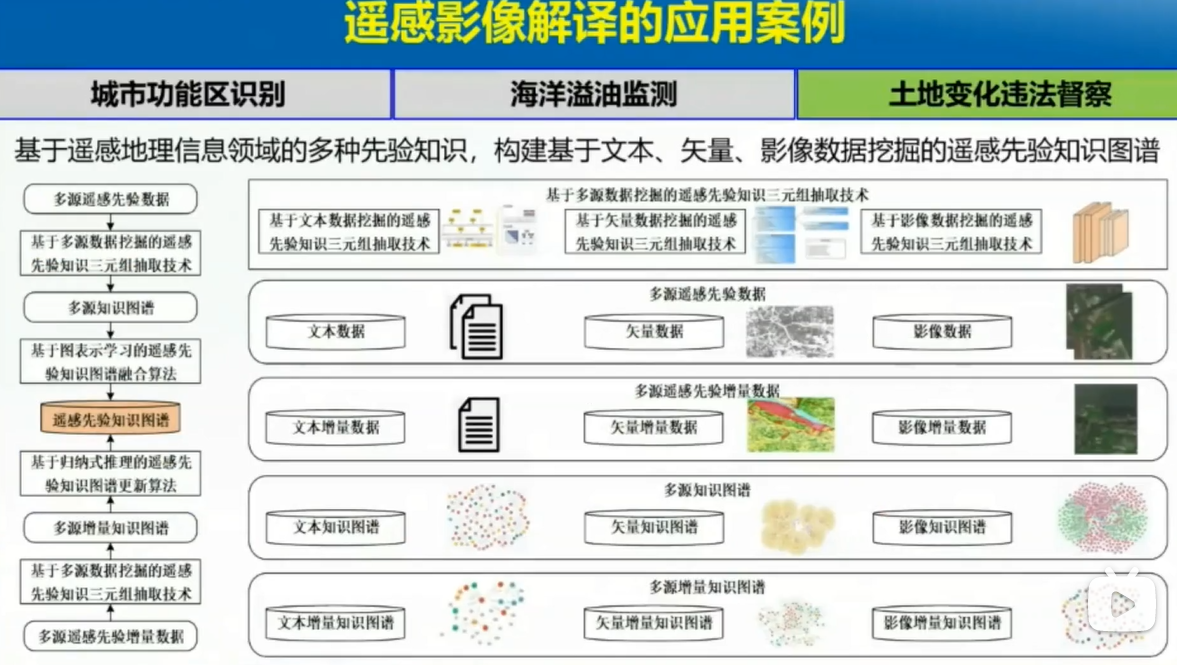 遥感影像解译的应用案例
城市功能区识别
海洋溢油监测
土地变化违法督察
基于遥感地理信息领域的多种先验知识，构建基于文本、矢量、影像数据挖掘的遥感先验知识图谱
多源遥感先验数据
基于多源数据挖掘的遥感
先验知识三元组抽取技术
多源知识图谱
基于图表示学习的遥感先
验知识图谱融合算法
遥感先验知识图谱
基于归纳式推理的遥感先
验知识图谱更新算法
多源增量知识图谱
基于多源数据挖掘的遥感
先验知识三元组抽取技术
多源遥感先验增量数据
基于多源数据挖掘的遥感先验知识三元组抽取技术
基于文本数据挖掘的遥感
先验知识三元组抽取技术
基于矢量数据挖掘的遥感
先验知识三元组抽取技术
基于影像数据挖掘的遥感
先验知识三元组抽取技术
多源遥感先验数据
文本数据
矢量数据
影像数据
多源遥感先验增量数据
文本增量数据
矢量增量数据
影像增量数据
多源知识图谱
文本知识图谱
矢量知识图谱
影像知识图谱
多源增量知识图谱
文本增量知识图谱
矢量增量知识图谱
影像增量知识图谱